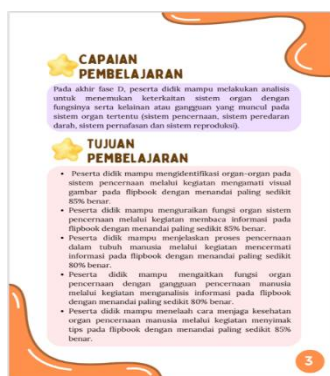 CAPAIAN
PEMBELAJARAN
Pada akhir fase D, peserta didik mampu melakukan analisis
untuk menemukan keterkaitan sistem organ dengan
fungsinya serta kelainan atau gangguan yang muncul pada
sistem organ tertentu (sistem pencernaan, sistem peredaran
darah, sistem pernafasan dan sistem reproduksi).
TUJUAN
PEMBELAJARAN
• Peserta didik mampu mengidentifikasi organ-organ pada
sistem pencernaan melalui kegiatan mengamati visual
gambar pada flipbook dengan menandai paling sedikit
85% benar.
• Peserta didik mampu menguraikan fungsi organ sistem
pencernaan melalui kegiatan membaca informasi pada
flipbook dengan menandai paling sedikit 85% benar.
• Peserta didik mampu menjelaskan proses pencernaan
dalam tubuh manusia melalui kegiatan mencermati
informasi pada flipbook dengan menandai paling sedikit
80% benar.
• Peserta didik mampu mengaitkan fungsi organ
pencernaan dengan gangguan pencernaan manusia
melalui kegiatan menganalisis informasi pada flipbook
dengan menandai paling sedikit 80% benar.
• Peserta didik mampu menelaah cara menjaga kesehatan
organ pencernaan manusia melalui kegiatan menyimak
tips pada flipbook dengan menandai paling sedikit 85%
benar.
3